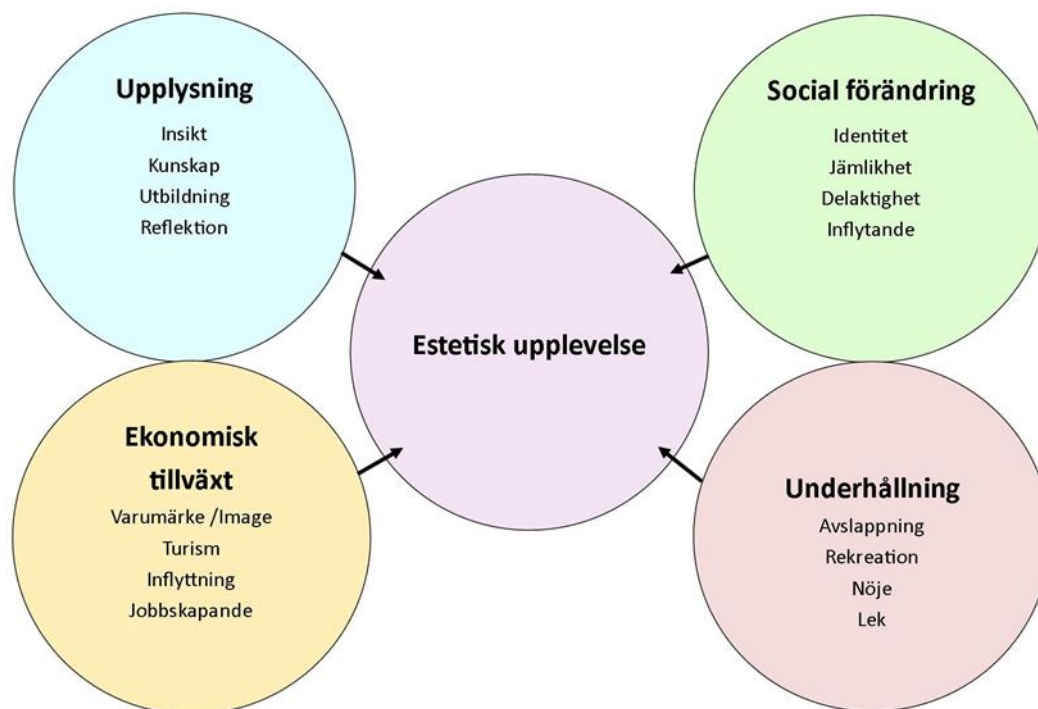 Upplysning
Insikt
Kunskap
Utbildning
Reflektion
Social förändring
Identitet
Jämlikhet
Delaktighet
Inflytande
Estetisk upplevelse
Ekonomisk
tillväxt
Varumärke /Image
Turism
Inflyttning
Jobbskapande
Underhållning
Avslappning
Rekreation
Nöje
Lek